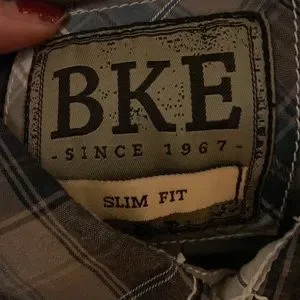 BKE
- SINCE 1967 -
SLIM FIT